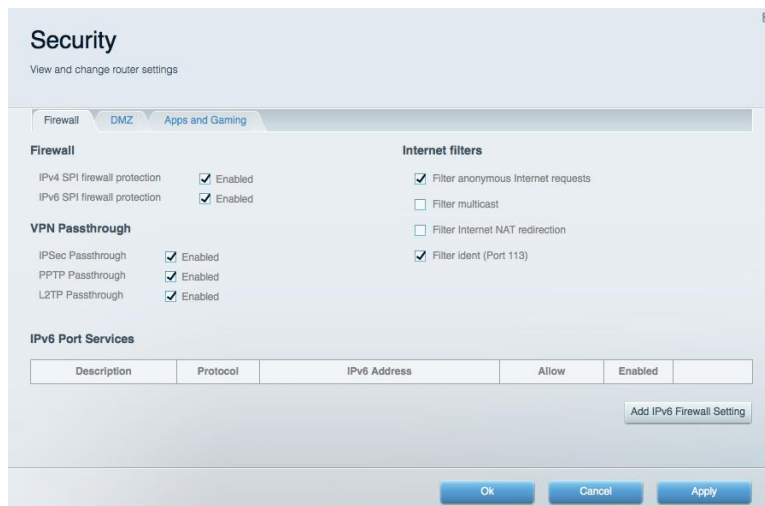 Security
View and change router settings
Firewall DMZ Apps and Gaming
Firewall
IPv4 SPI firewall protection Enabled
IPv6 SPI firewall protection Enabled
VPN Passthrough
IPSec Passthrough Enabled
PPTP Passthrough Enabled
L2TP Passthrough Enabled
Internet filters
Filter anonymous Internet requests
Filter multicast
Filter Internet NAT redirection
Filter ident (Port 113)
IPv6 Port Services
Description Protocol IPv6 Address Allow Enabled
Add IPv6 Firewall Setting
Ok Cancel Apply